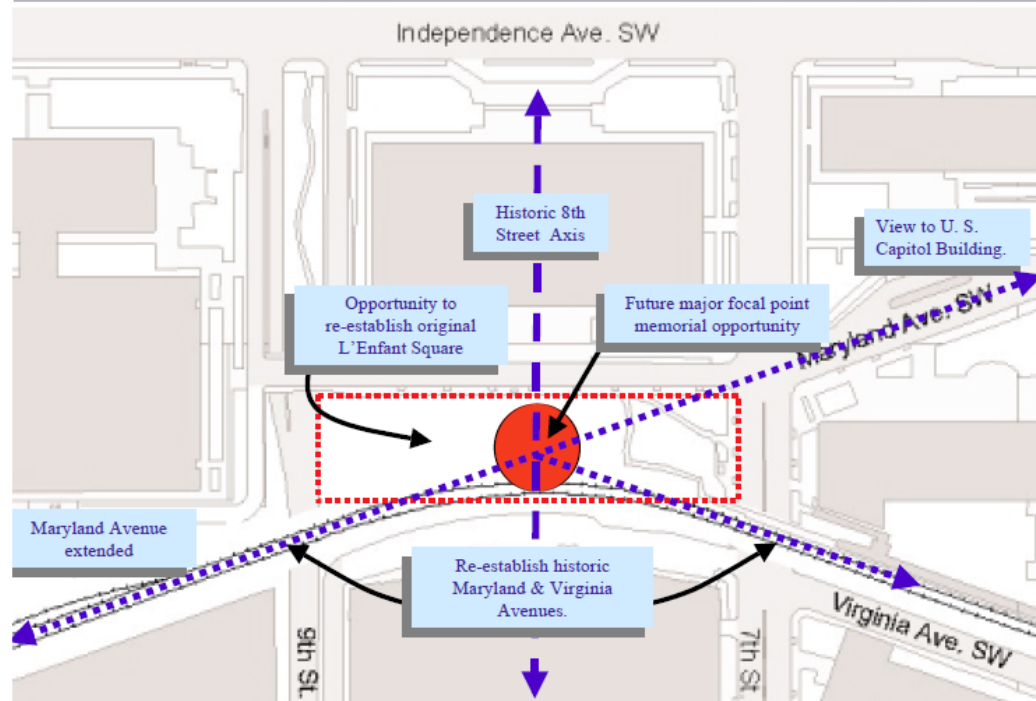 Independence Ave. SW
Historic 8th
Street Axis
View to U. S.
Capitol Building.
Opportunity to
re-establish original
L'Enfant Square
Future major focal point
memorial opportunity
Maryland Ave. SW
Maryland Avenue
extended
Re-establish historic
Maryland & Virginia
Avenues.
9th St.
7th St.
Virginia Ave. SW